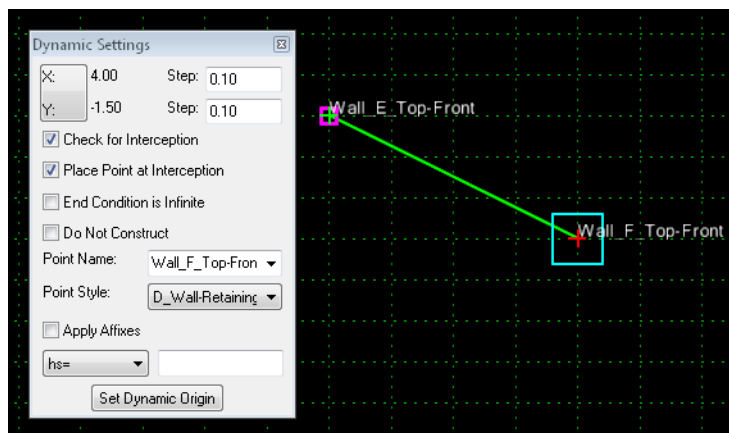 Dynamic Settings
X: 4.00 Step: 0.10
Y: -1.50 Step: 0.10
Check for Interception
Place Point at Interception
End Condition is Infinite
Do Not Construct
Point Name: Wall_F_Top-Fron
Point Style: D_Wall-Retaining
Apply Affixes
hs=
Set Dynamic Origin
Wall_E_Top-Front
Wall_F_Top-Front